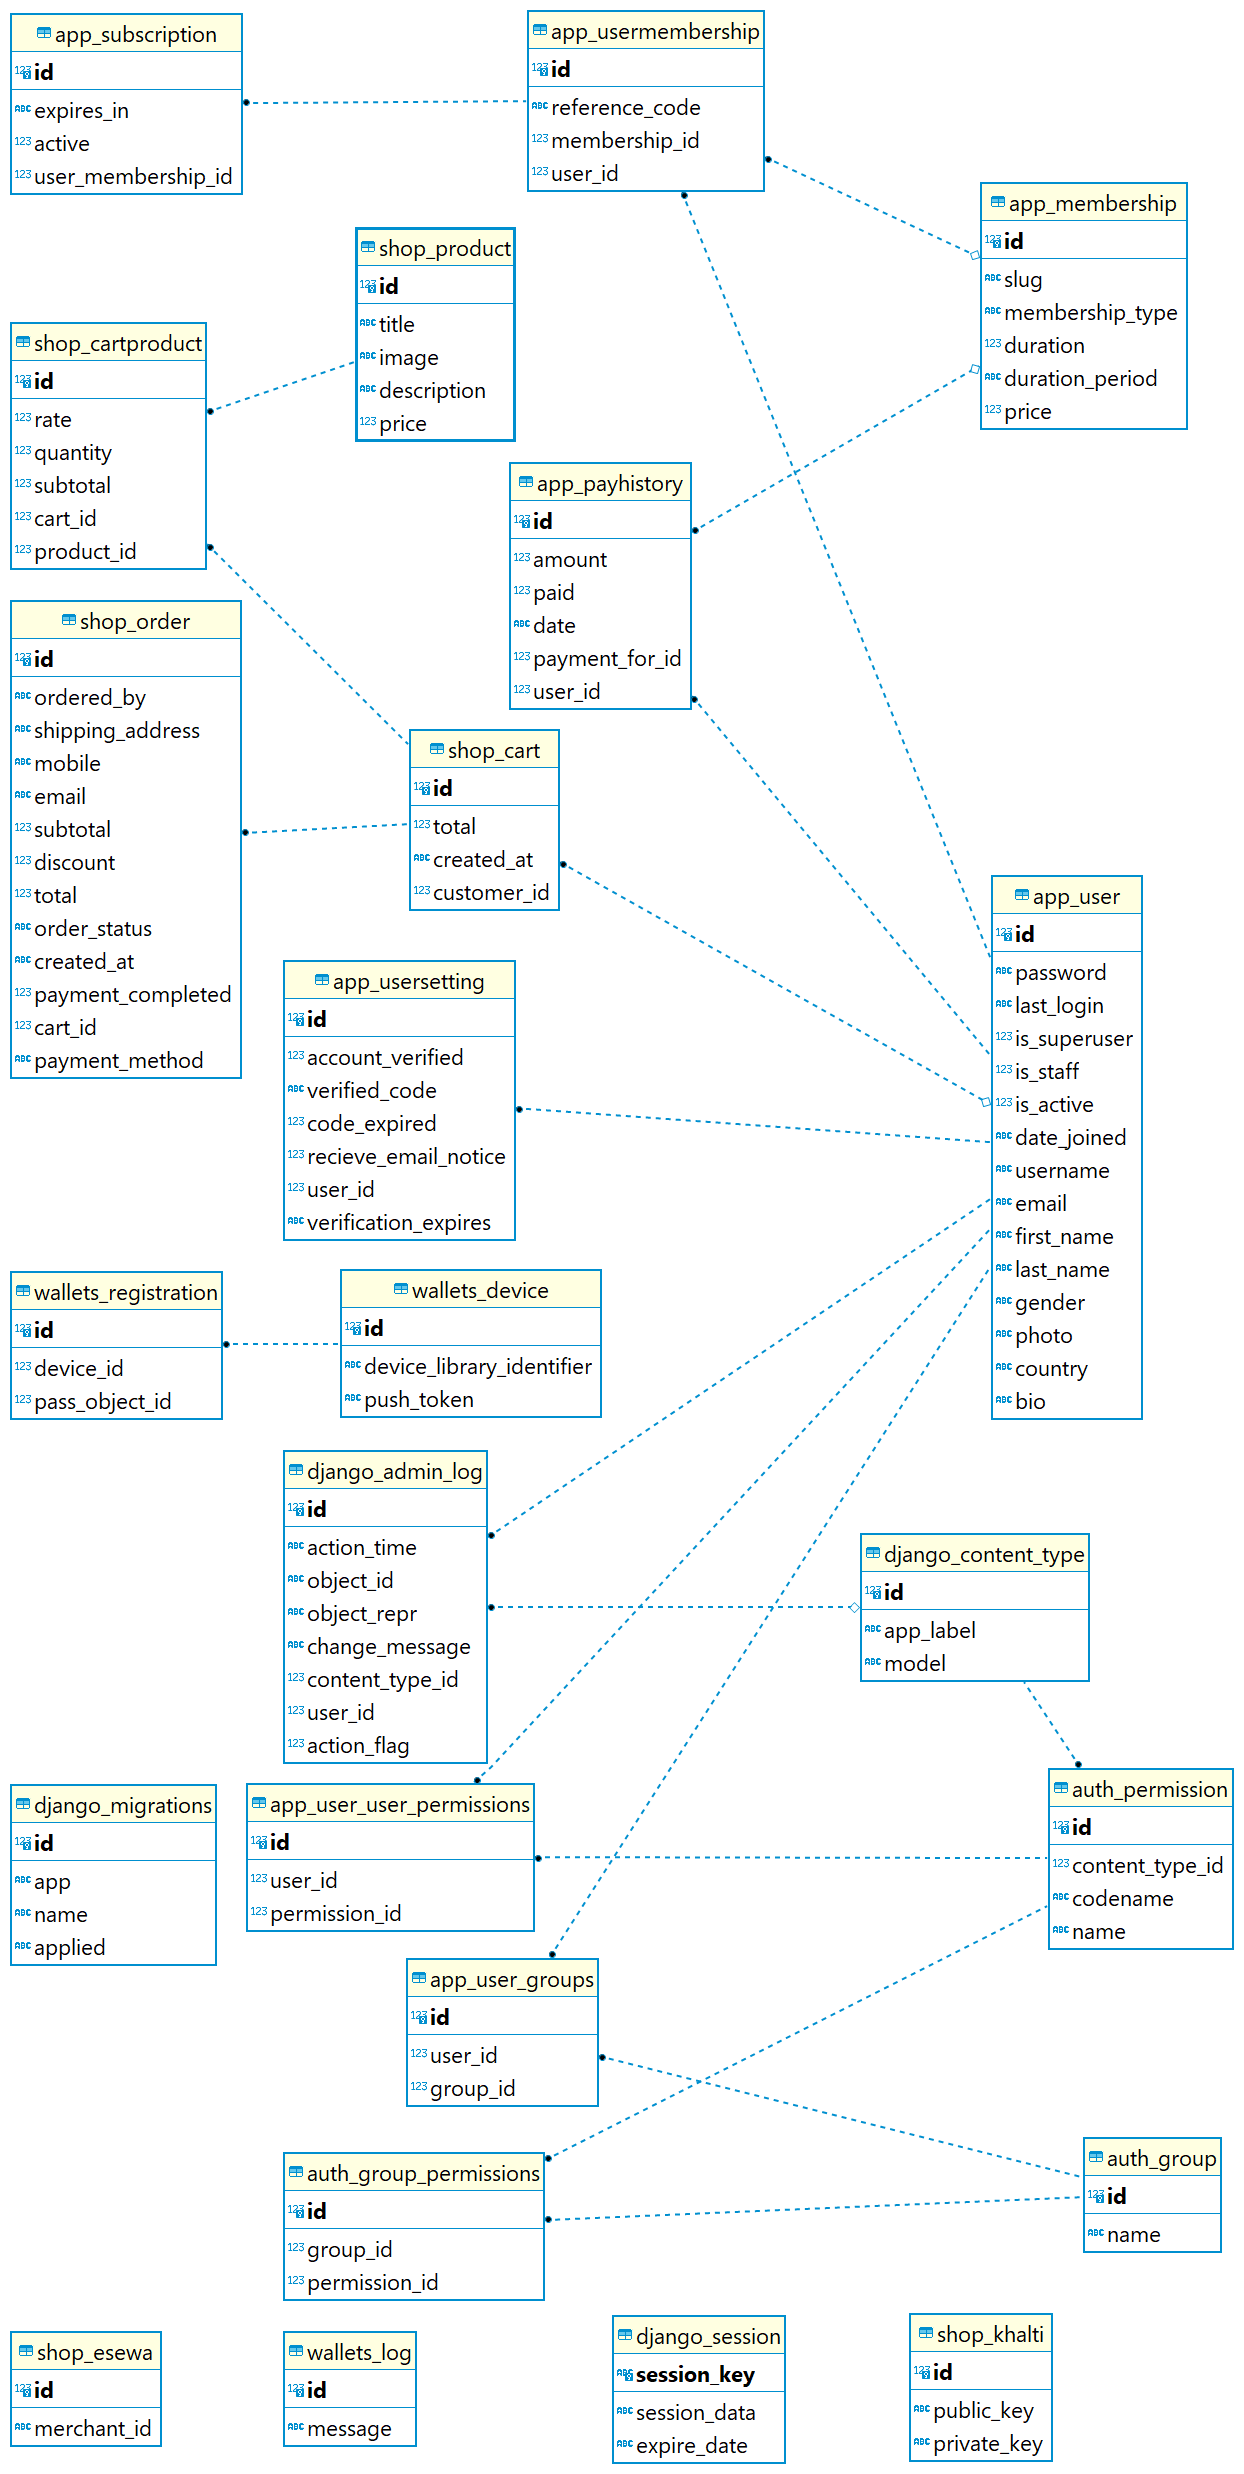 app_subscription
id
expires_in
active
user_membership_id
app_usermembership
id
reference_code
membership_id
user_id
app_membership
id
slug
membership_type
duration
duration_period
price
shop_product
id
title
image
description
price
shop_cartproduct
id
rate
quantity
subtotal
cart_id
product_id
app_payhistory
id
amount
paid
date
payment_for_id
user_id
shop_order
id
ordered_by
shipping_address
mobile
email
subtotal
discount
total
order_status
created_at
payment_completed
cart_id
payment_method
shop_cart
id
total
created_at
customer_id
app_user
id
password
last_login
is_superuser
is_staff
is_active
date_joined
username
email
first_name
last_name
gender
photo
country
bio
app_usersetting
id
account_verified
verified_code
code_expired
recieve_email_notice
user_id
verification_expires
wallets_registration
id
device_id
pass_object_id
wallets_device
id
device_library_identifier
push_token
django_admin_log
id
action_time
object_id
object_repr
change_message
content_type_id
user_id
action_flag
django_content_type
id
app_label
model
django_migrations
id
app
name
applied
app_user_user_permissions
id
user_id
permission_id
auth_permission
id
content_type_id
codename
name
app_user_groups
id
user_id
group_id
auth_group_permissions
id
group_id
permission_id
auth_group
id
name
shop_esewa
id
merchant_id
wallets_log
id
message
django_session
session_key
session_data
expire_date
shop_khalti
id
public_key
private_key